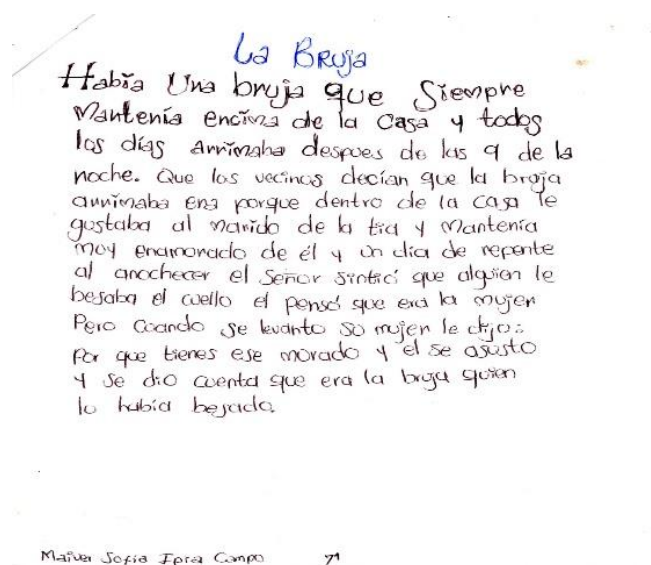 La Bruja
Había Una bruja que Siempre
Mantenía encima de la Casa y todos
los días arrimaba despues de las 9 de la
noche. Que los vecinos decían que la bruja
arrimaba era porque dentro de la casa le
gustaba al marido de la tia y Mantenía
muy enamorado de él y un día de repente
al anochecer el Señor sintió que alguien le
besaba el cuello el pensó que era la mujer
Pero Cuando se levanto su mujer le dijo:
Por que tienes ese morado y el se asusto
y se dio cuenta que era la bruja quien
lo había besado.
Sofia Campo 71